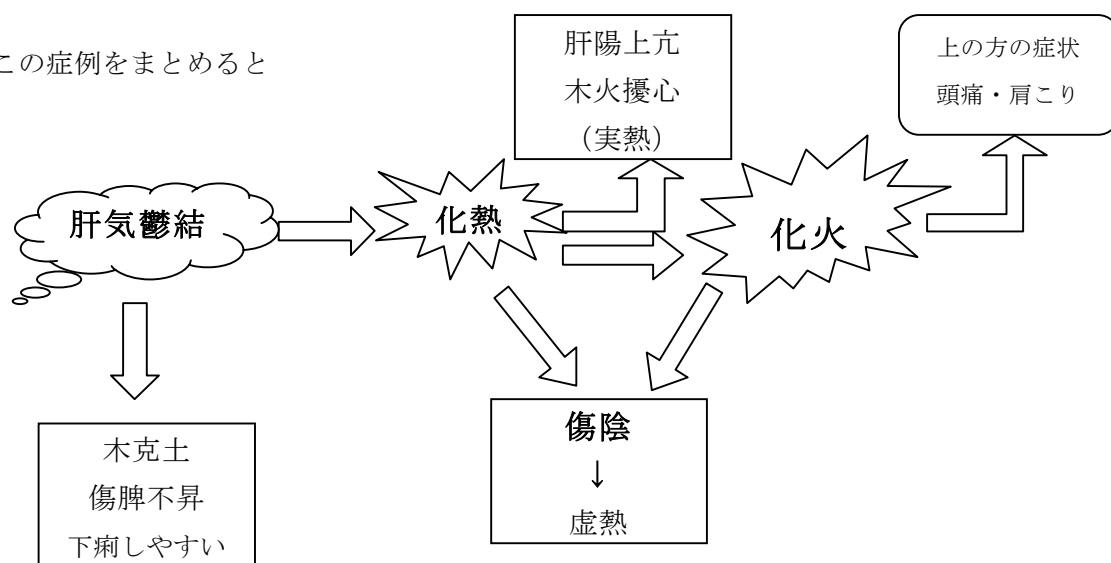 この症例をまとめると
肝陽上亢
木火擾心
（実熱）
上の方の症状
頭痛・肩こり
肝気鬱結
化熱
化火
木克土
傷脾不昇
下痢しやすい
傷陰
↓
虚熱